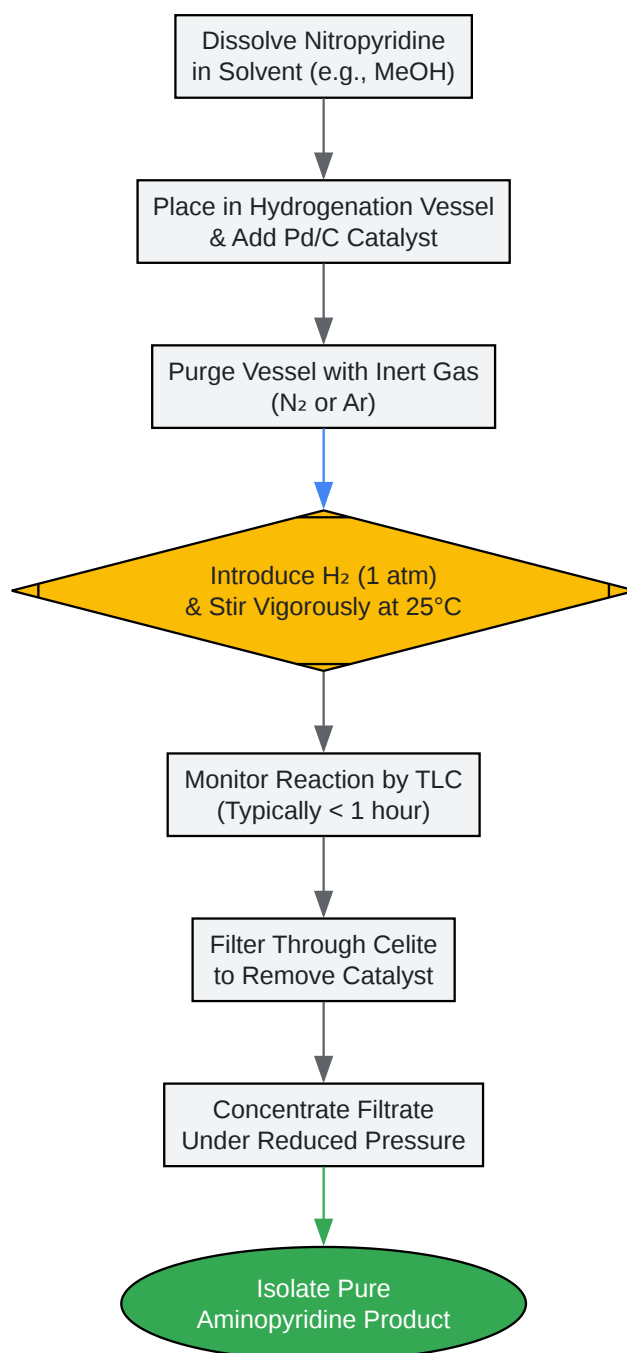 Dissolve Nitropyridine
in Solvent (e.g., MeOH)
Place in Hydrogenation Vessel
& Add Pd/C Catalyst
Purge Vessel with Inert Gas
(N₂ or Ar)
Introduce H₂ (1 atm)
& Stir Vigorously at 25°C
Monitor Reaction by TLC
(Typically < 1 hour)
Filter Through Celite
to Remove Catalyst
Concentrate Filtrate
Under Reduced Pressure
Isolate Pure
Aminopyridine Product